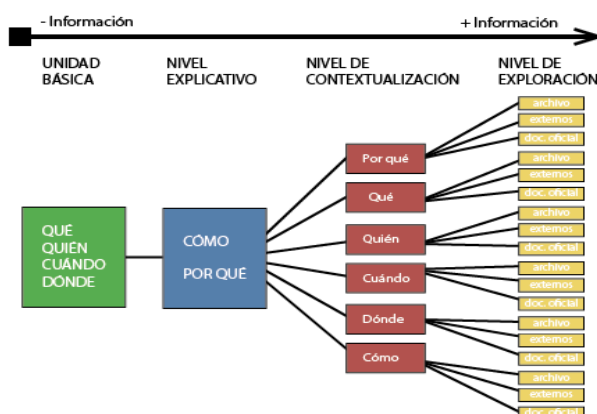 - Información
+ Información
UNIDAD
BÁSICA
NIVEL
EXPLICATIVO
NIVEL DE
CONTEXTUALIZACIÓN
NIVEL DE
EXPLORACIÓN
QUÉ
QUIÉN
CUÁNDO
DÓNDE
CÓMO
POR QUÉ
Por qué
Qué
Quién
Cuándo
Dónde
Cómo
archivo
externos
doc. oficial
archivo
externos
doc. oficial
archivo
externos
doc. oficial
archivo
externos
doc. oficial
archivo
externos
doc. oficial
archivo
externos
doc. oficial